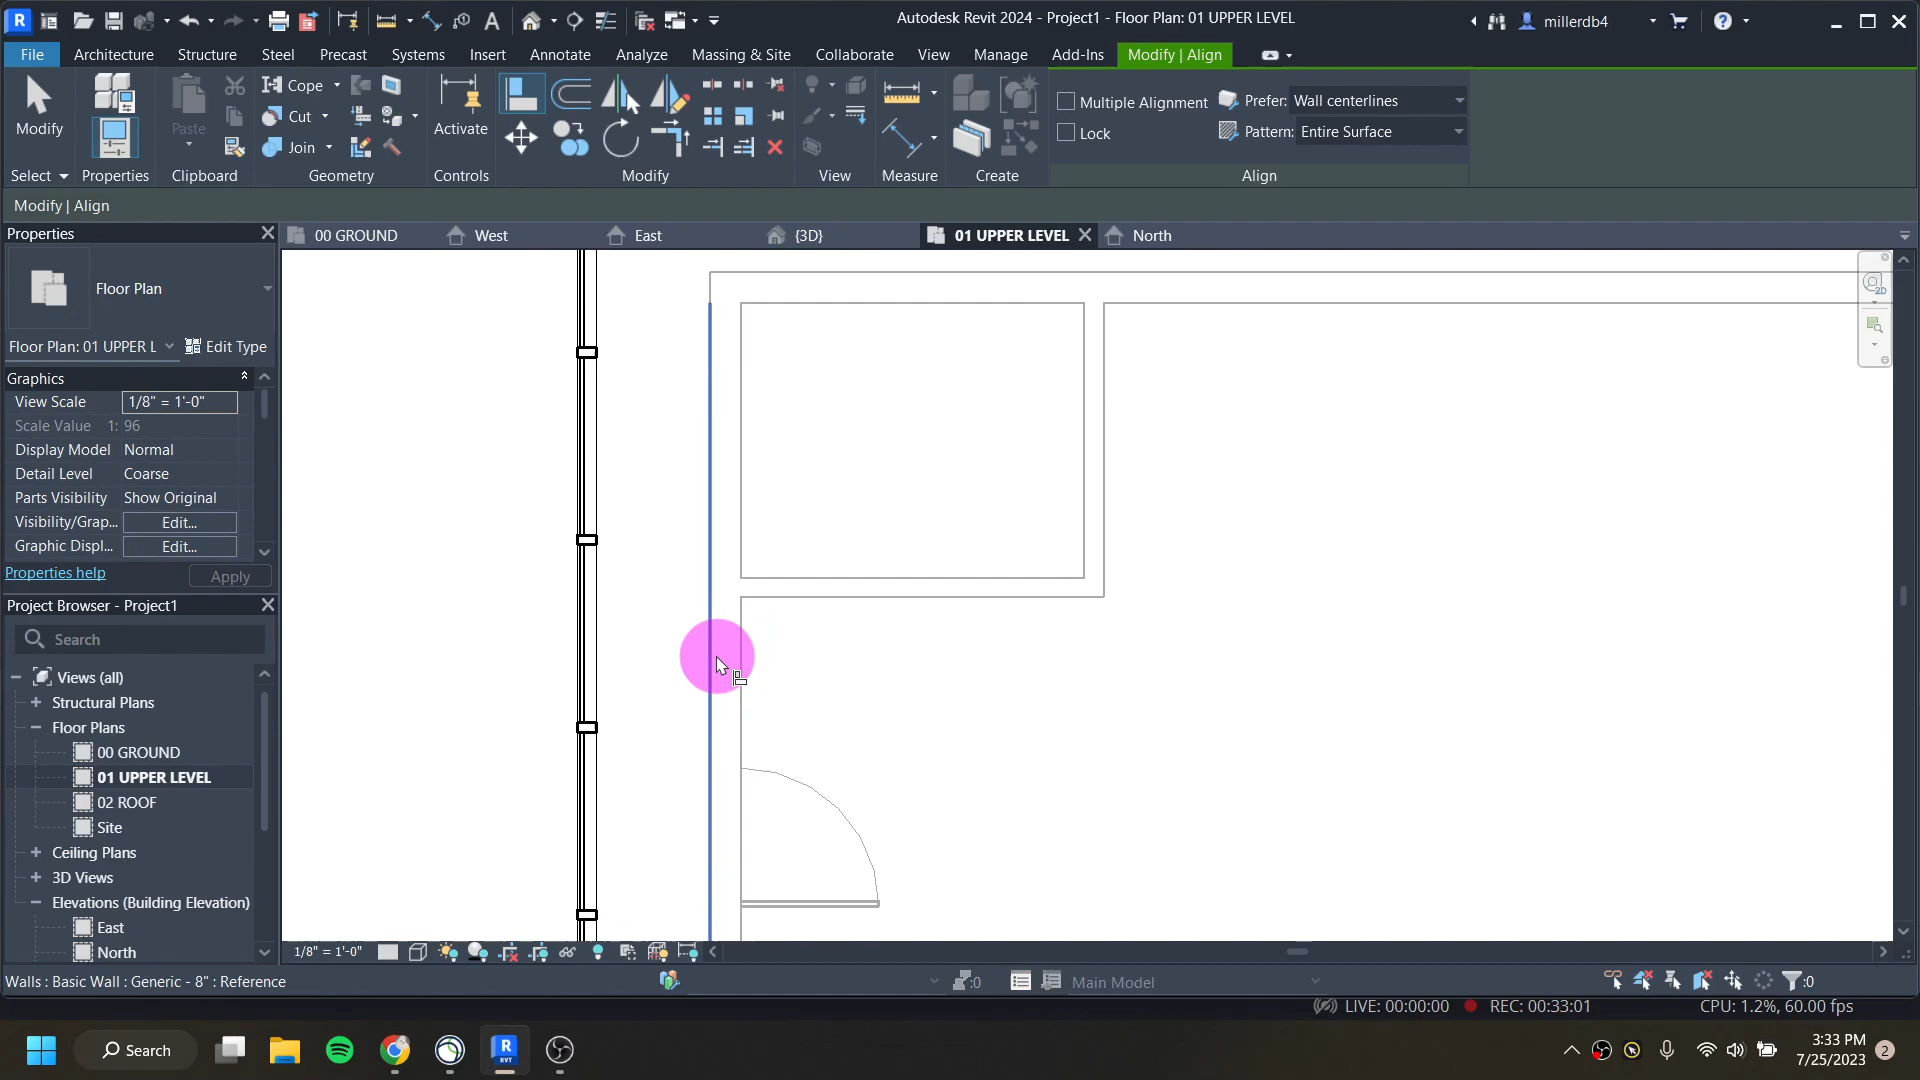 R
Autodesk Revit 2024 - Project1 - Floor Plan: 01 UPPER LEVEL
millerdb4
File
Architecture
Structure
Steel
Precast
Systems
Insert
Annotate
Analyze
Massing & Site
Collaborate
View
Manage
Add-Ins
Modify | Align
Modify
Paste
Cope
Cut
Join
Activate
Multiple Alignment
Lock
Prefer: Wall centerlines
Pattern: Entire Surface
Select
Properties
Clipboard
Geometry
Controls
Modify
View
Measure
Create
Align
Modify | Align
Properties
00 GROUND
West
East
{3D}
01 UPPER LEVEL
North
2D
Floor Plan
Floor Plan: 01 UPPER L
Edit Type
Graphics
View Scale 1/8" = 1'-0"
Scale Value 1: 96
Display Model Normal
Detail Level Coarse
Parts Visibility Show Original
Visibility/Grap... Edit...
Graphic Displ... Edit...
Properties help
Apply
Project Browser - Project1
Search
Views (all)
Structural Plans
Floor Plans
00 GROUND
01 UPPER LEVEL
02 ROOF
Site
Ceiling Plans
3D Views
Elevations (Building Elevation)
East
North
1/8" = 1'-0"
Walls : Basic Wall : Generic - 8" : Reference
:0
Main Model
:0
LIVE: 00:00:00
REC: 00:33:01
CPU: 1.2%, 60.00 fps
Search
R
RVT
3:33 PM
7/25/2023
2